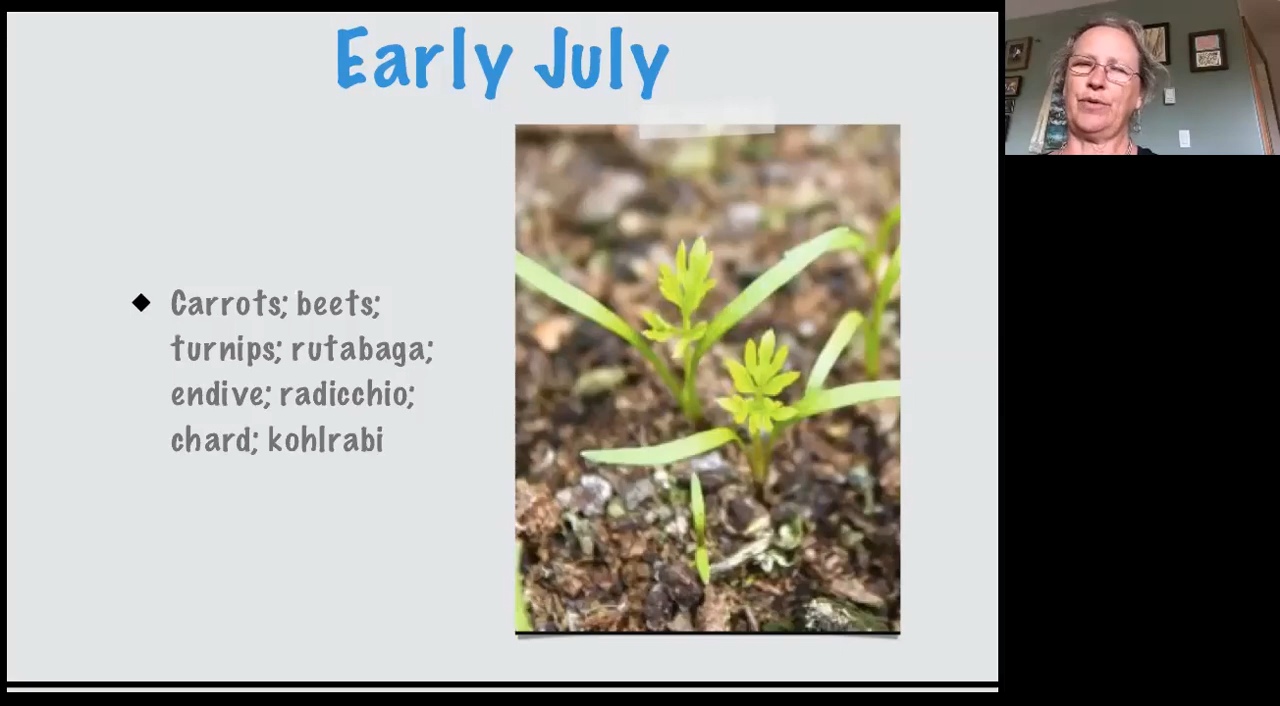 Early July
Carrots; beets;
turnips; rutabaga;
endive; radicchio;
chard; kohlrabi